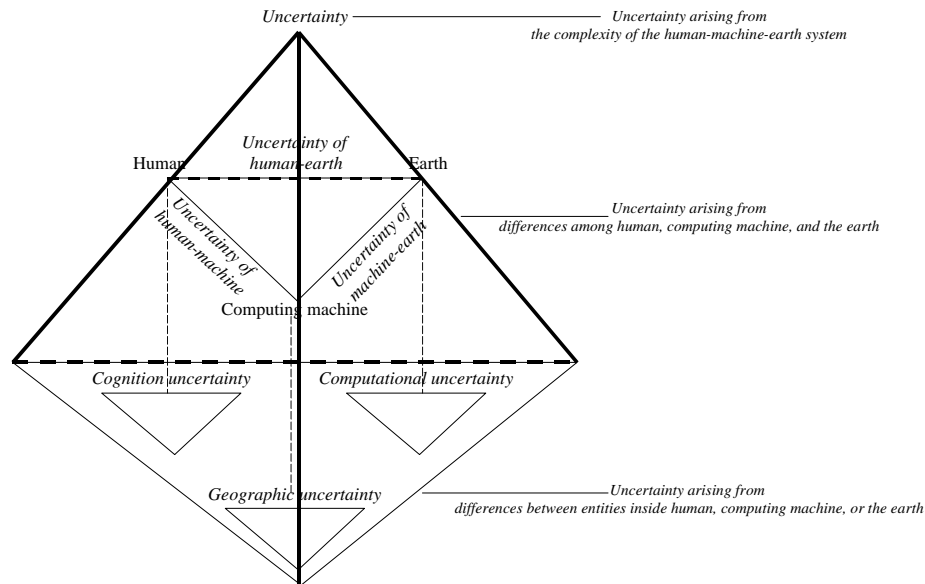 Uncertainty
Uncertainty arising from
the complexity of the human-machine-earth system
Uncertainty of
human-earth
Human
Earth
Uncertainty of
human-machine
Uncertainty of
machine-earth
Uncertainty arising from
differences among human, computing machine, and the earth
Computing machine
Cognition uncertainty
Computational uncertainty
Geographic uncertainty
Uncertainty arising from
differences between entities inside human, computing machine, or the earth